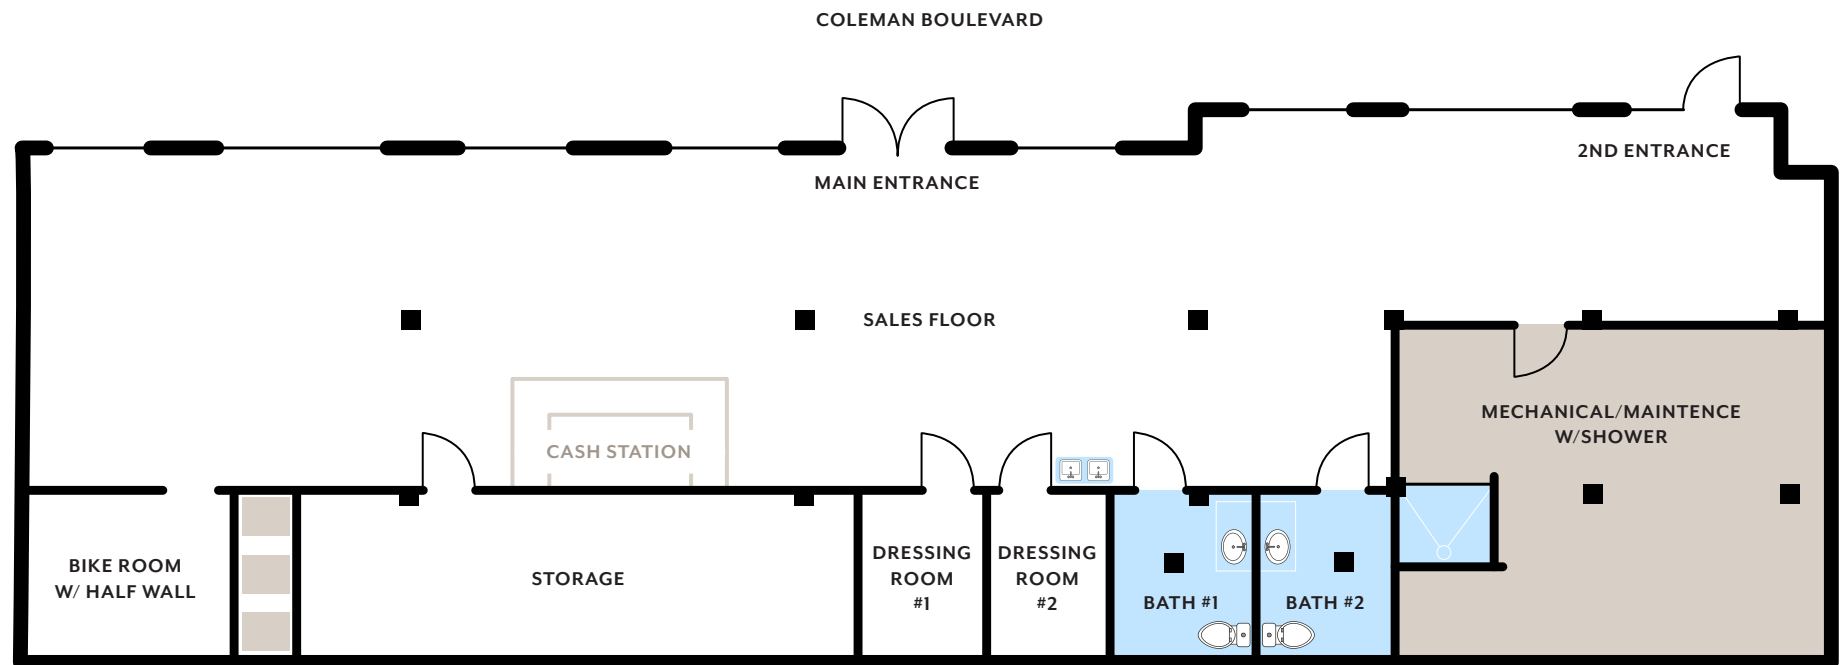 COLEMAN BOULEVARD
2ND ENTRANCE
MAIN ENTRANCE
SALES FLOOR
MECHANICAL/MAINTENCE
W/SHOWER
CASH STATION
BIKE ROOM
W/ HALF WALL
STORAGE
DRESSING
ROOM
#1
DRESSING
ROOM
#2
BATH #1
BATH #2